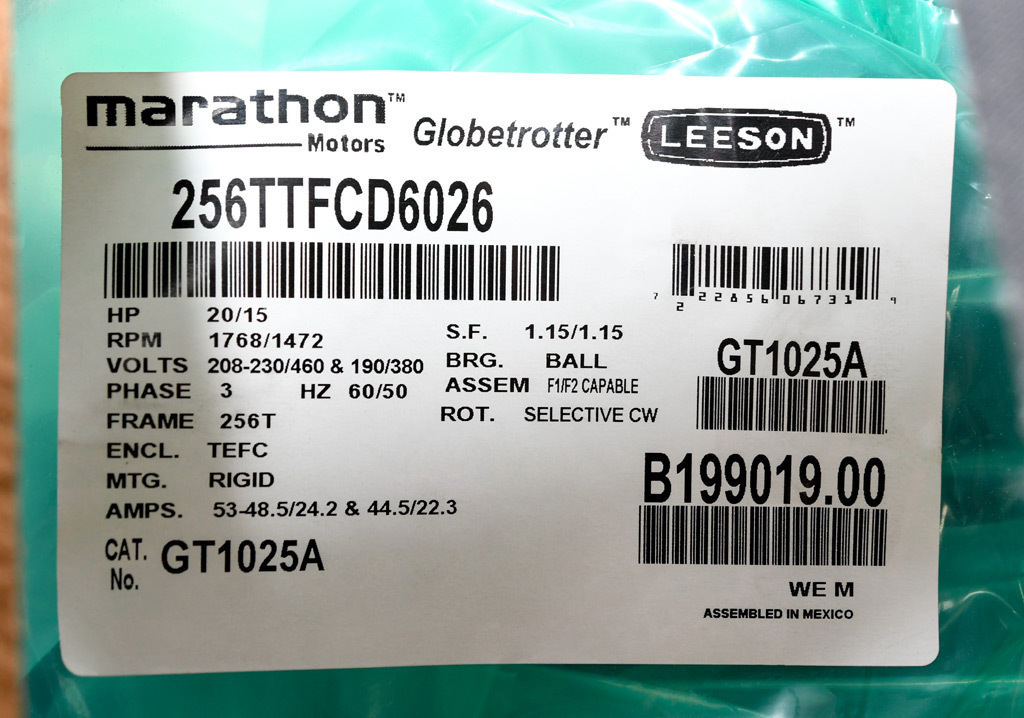 marathon™
Motors
Globetrotter™
LEESON™
256TTFCD6026
HP 20/15
RPM 1768/1472
VOLTS 208-230/460 & 190/380
PHASE 3 HZ 60/50
FRAME 256T
ENCL. TEFC
MTG. RIGID
AMPS. 53-48.5/24.2 & 44.5/22.3
CAT. No. GT1025A
S.F. 1.15/1.15
BRG. BALL
ASSEM F1/F2 CAPABLE
ROT. SELECTIVE CW
7 22856 06731 9
2
GT1025A
B199019.00
WE M
ASSEMBLED IN MEXICO